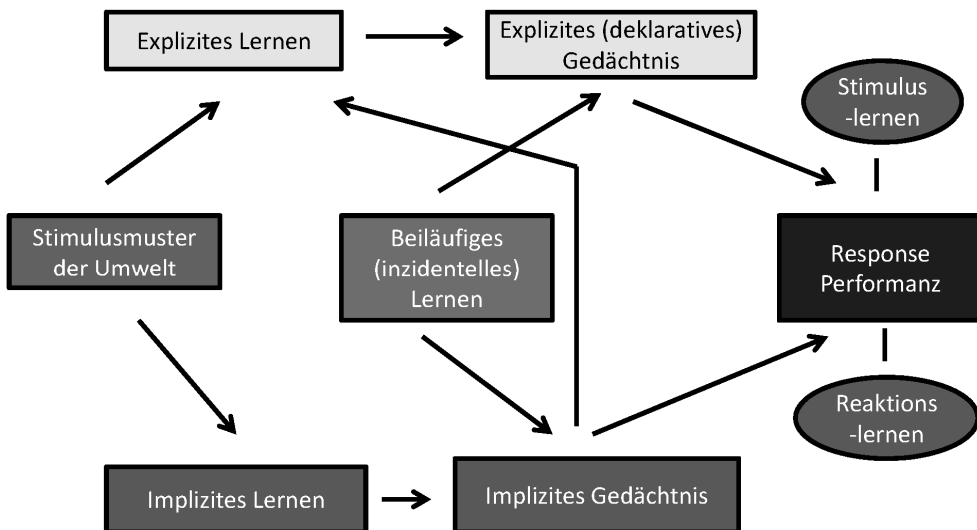 Explizites Lernen
Explizites (deklaratives)
Gedächtnis
Stimulus
-lernen
Stimulusmuster
der Umwelt
Beiläufiges
(inzidentelles)
Lernen
Response
Performanz
Reaktions
-lernen
Implizites Lernen
Implizites Gedächtnis